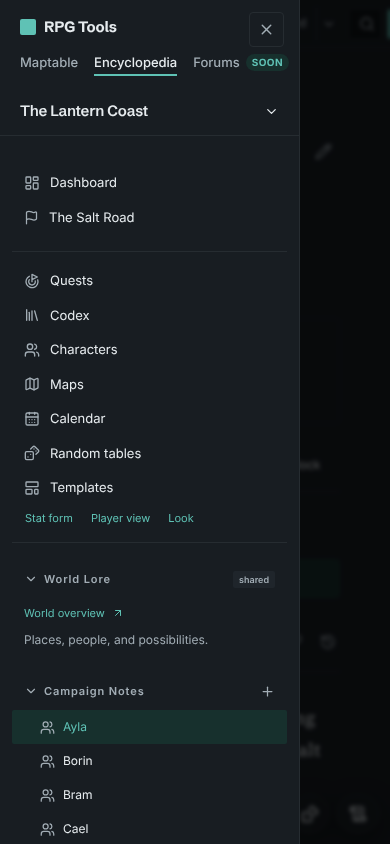 RPG Tools
Maptable Encyclopedia Forums SOON
The Lantern Coast
Dashboard
The Salt Road
Quests
Codex
Characters
Maps
Calendar
Random tables
Templates
Stat form Player view Look
World Lore shared
World overview
Places, people, and possibilities.
Campaign Notes
Ayla
Borin
Bram
Cael